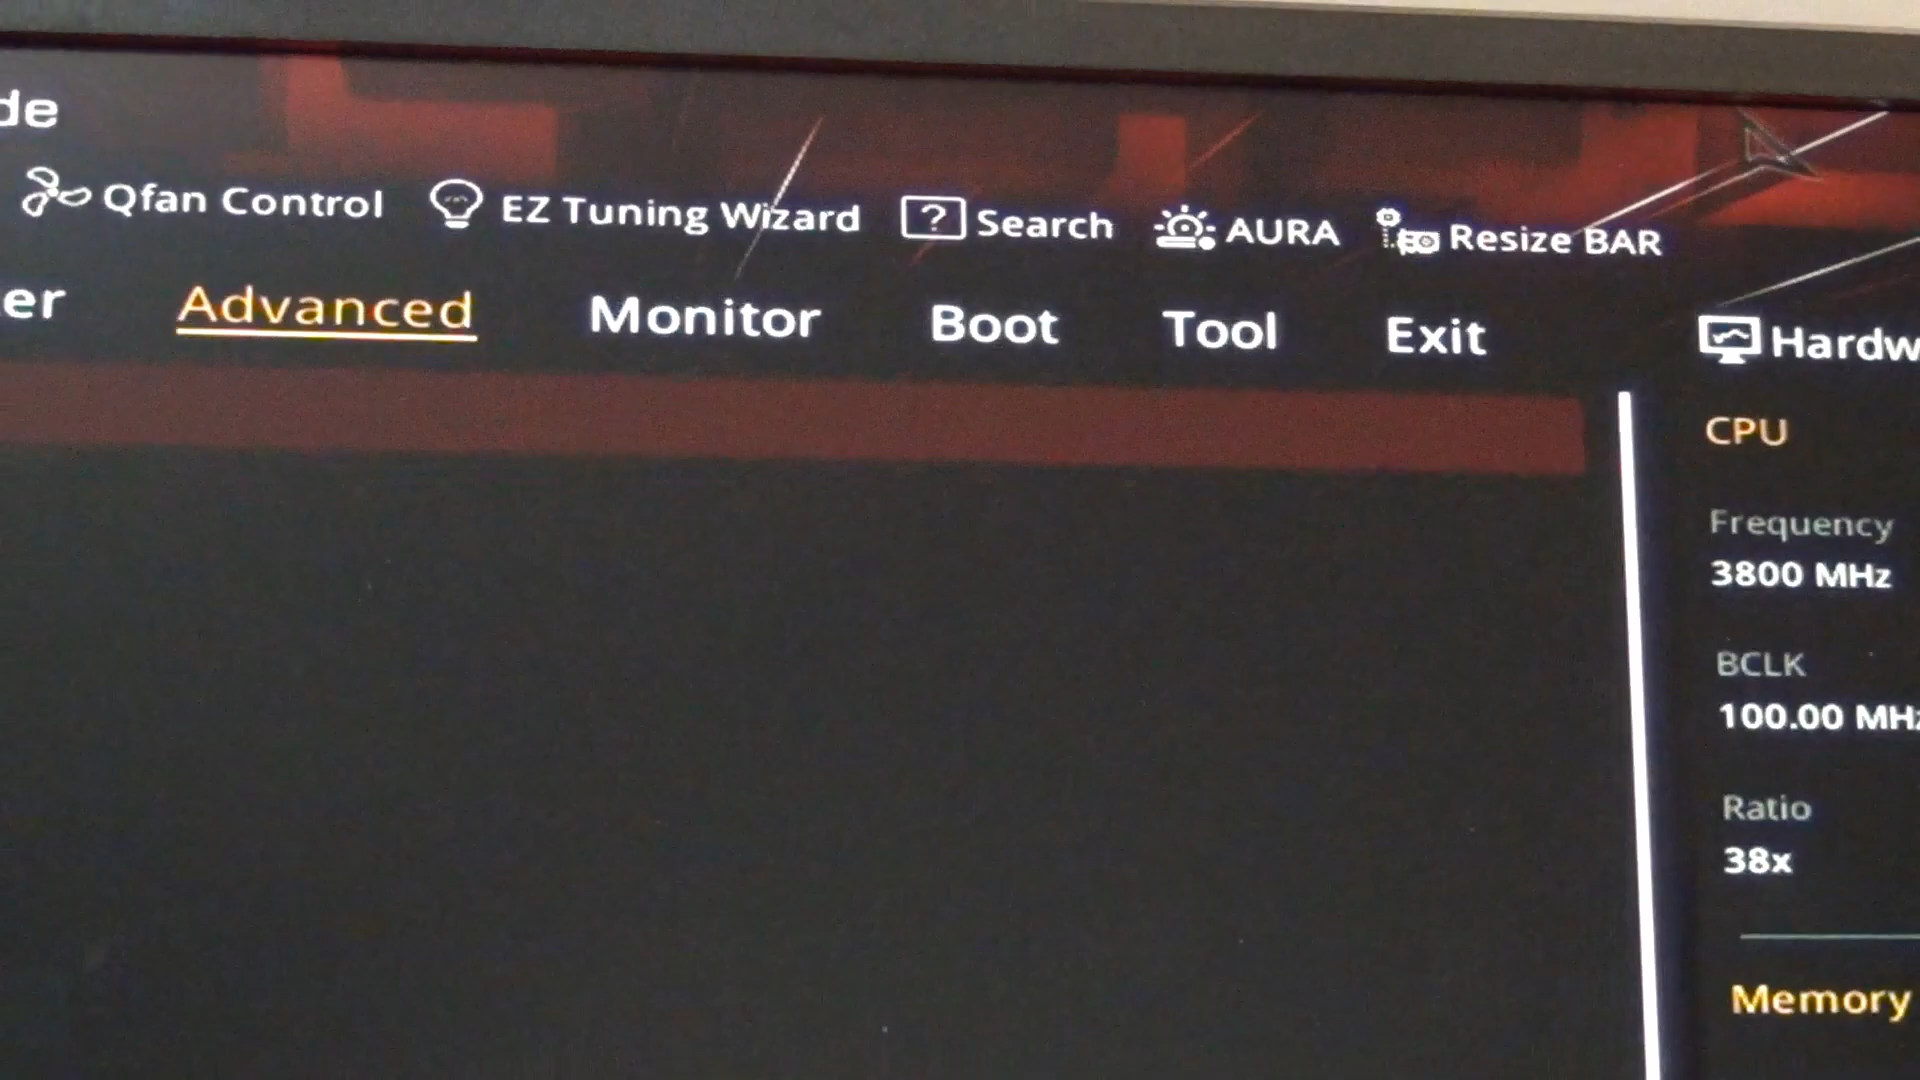 de
Qfan Control EZ Tuning Wizard ? Search AURA Resize BAR
er Advanced Monitor Boot Tool Exit Hardw
CPU
Frequency
3800 MHz
BCLK
100.00 MHz
Ratio
38x
Memory